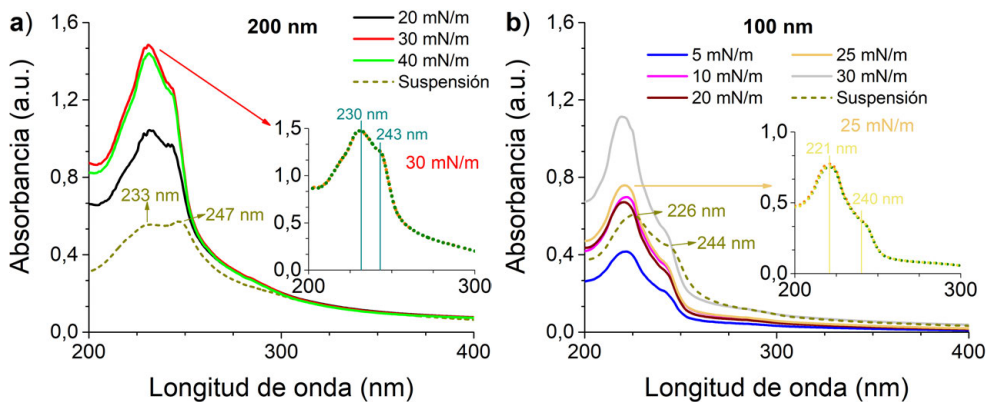 a)
200 nm
20 mN/m
30 mN/m
40 mN/m
Suspensión
Absorbancia (a.u.)
1,6
1,2
0,8
0,4
0,0
200
300
400
Longitud de onda (nm)
233 nm
247 nm
1,5
1,0
0,5
0,0
200
300
230 nm
243 nm
30 mN/m
b)
100 nm
5 mN/m
10 mN/m
20 mN/m
25 mN/m
30 mN/m
Suspensión
Absorbancia (a.u.)
1,6
1,2
0,8
0,4
0,0
200
300
400
Longitud de onda (nm)
226 nm
244 nm
25 mN/m
1,0
0,5
0,0
200
300
221 nm
240 nm